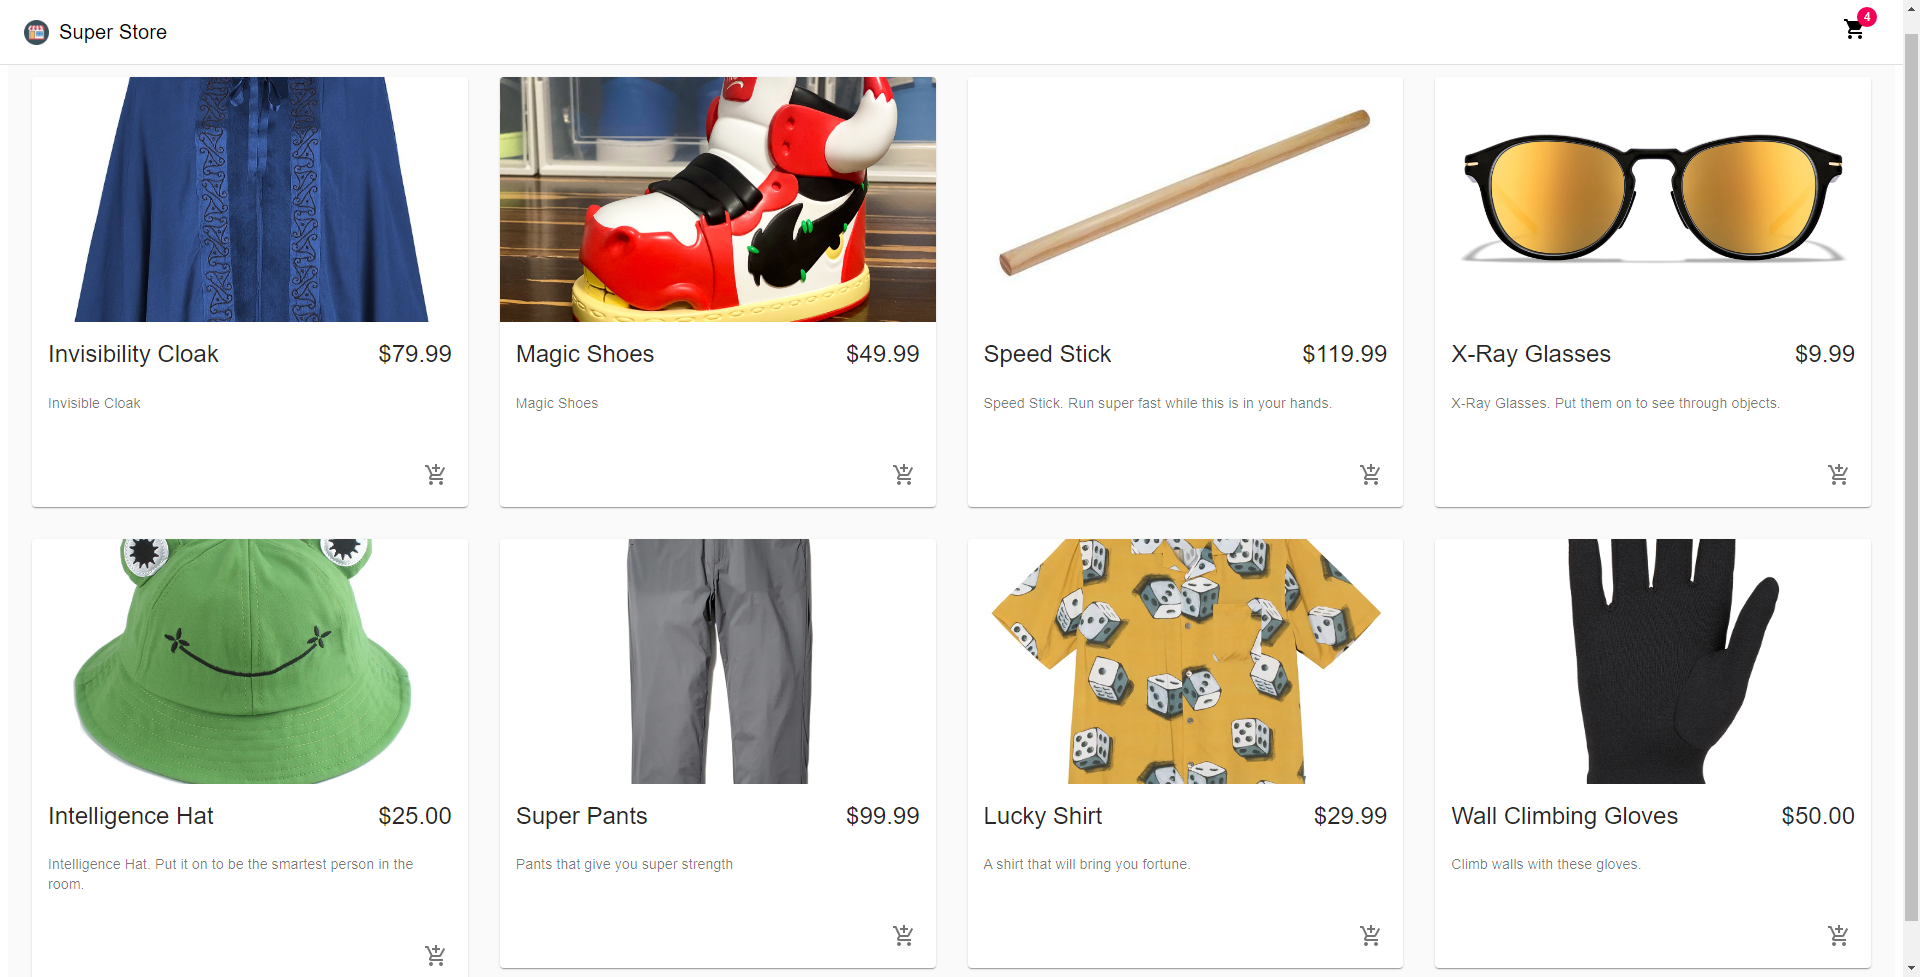 Super Store
4
Invisibility Cloak $79.99
Invisible Cloak
Magic Shoes $49.99
Magic Shoes
Speed Stick $119.99
Speed Stick. Run super fast while this is in your hands.
X-Ray Glasses $9.99
X-Ray Glasses. Put them on to see through objects.
Intelligence Hat $25.00
Intelligence Hat. Put it on to be the smartest person in the
room.
Super Pants $99.99
Pants that give you super strength
Lucky Shirt $29.99
A shirt that will bring you fortune.
Wall Climbing Gloves $50.00
Climb walls with these gloves.